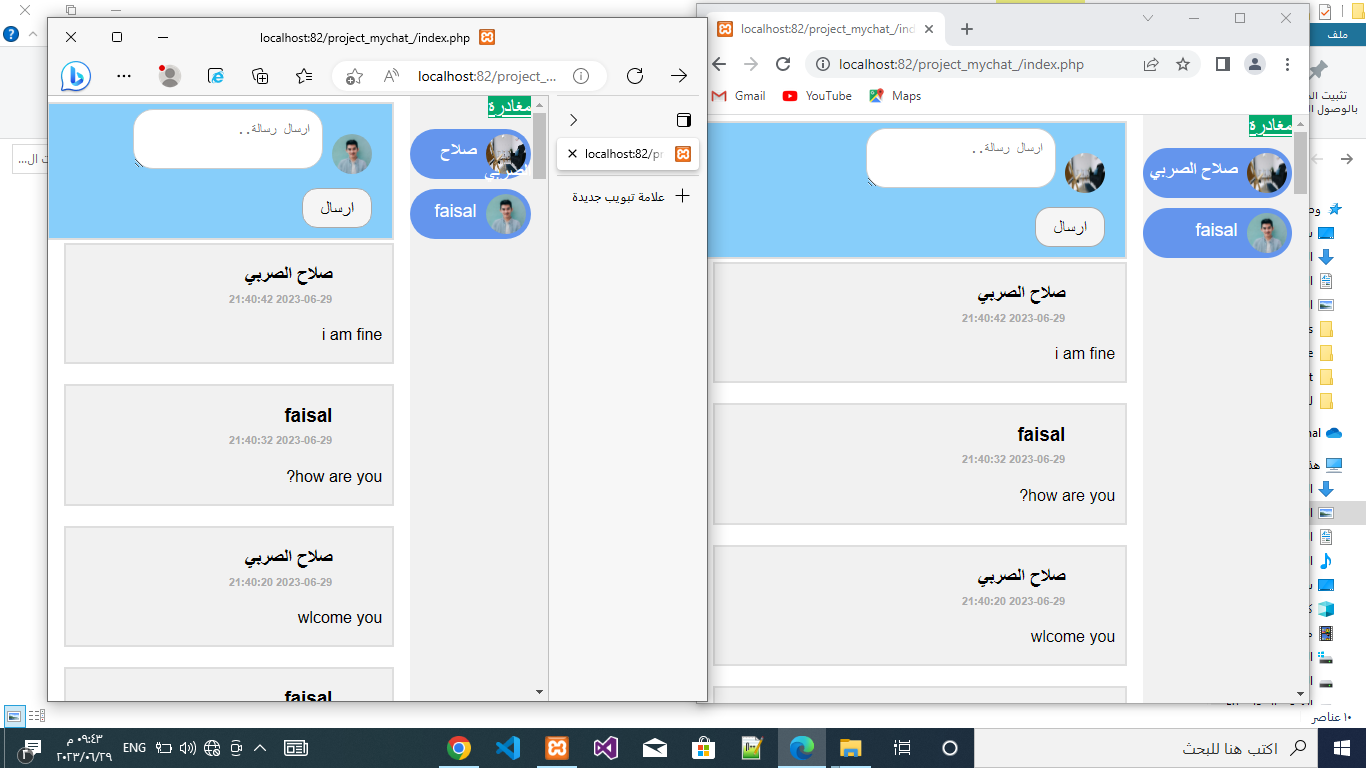 localhost:82/project_mychat_/index.php
localhost:82/project_...
مغادرة
ارسال رسالة..
ارسال
صلاح
الصربي
faisal
صلاح الصربي
21:40:42 2023-06-29
i am fine
faisal
21:40:32 2023-06-29
?how are you
صلاح الصربي
21:40:20 2023-06-29
wlcome you
faisal
localhost:82/pr
علامة تبويب جديدة
localhost:82/project_mychat_/in
localhost:82/project_mychat_/index.php
Gmail
YouTube
Maps
مغادرة
ارسال رسالة..
ارسال
صلاح الصربي
faisal
صلاح الصربي
21:40:42 2023-06-29
i am fine
faisal
21:40:32 2023-06-29
?how are you
صلاح الصربي
21:40:20 2023-06-29
wlcome you
ملف
بالوصول
١٠ عناصر
اكتب هنا للبحث
ENG
٠٩:٤٣ م
٢٠٢٣/٠٦/٢٩